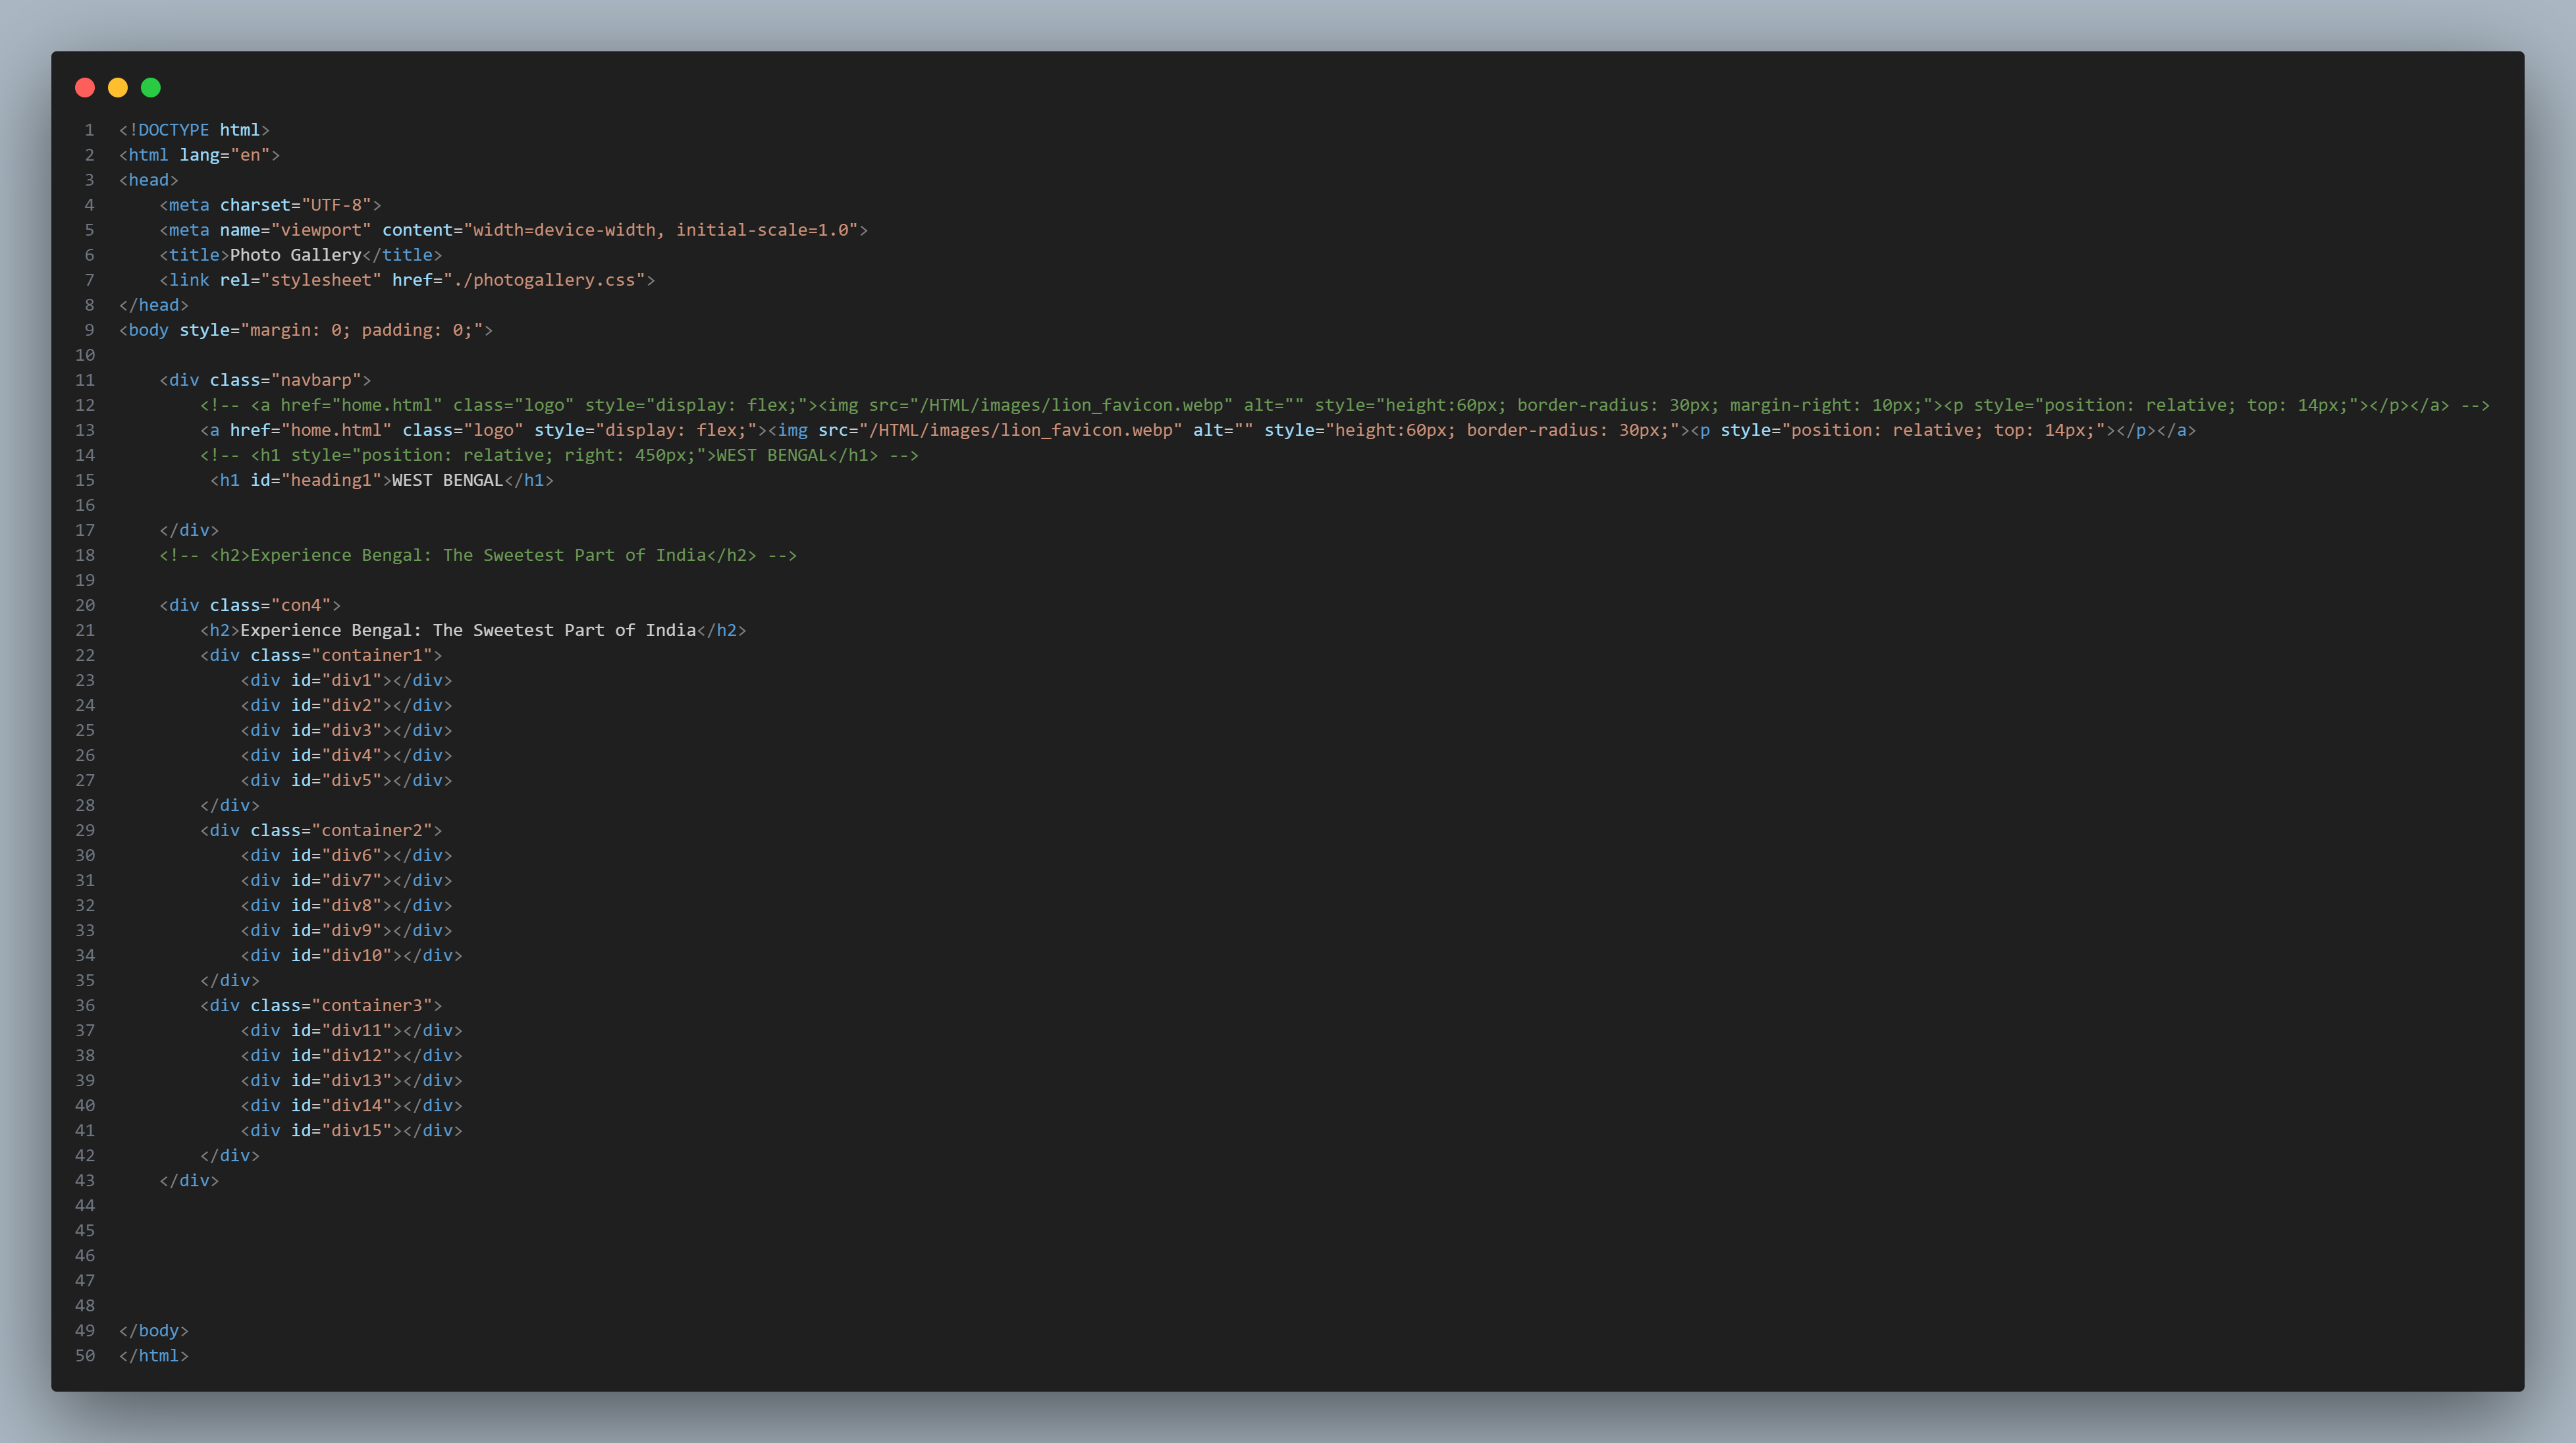 1 <!DOCTYPE html>
2 <html lang="en">
3 <head>
4     <meta charset="UTF-8">
5     <meta name="viewport" content="width=device-width, initial-scale=1.0">
6     <title>Photo Gallery</title>
7     <link rel="stylesheet" href="./photogallery.css">
8 </head>
9 <body style="margin: 0; padding: 0;">
10
11     <div class="navbarp">
12         <!-- <a href="home.html" class="logo" style="display: flex;"><img src="/HTML/images/lion_favicon.webp" alt="" style="height:60px; border-radius: 30px; margin-right: 10px;"><p style="position: relative; top: 14px;"></p></a> -->
13         <a href="home.html" class="logo" style="display: flex;"><img src="/HTML/images/lion_favicon.webp" alt="" style="height:60px; border-radius: 30px;"><p style="position: relative; top: 14px;"></p></a>
14         <!-- <h1 style="position: relative; right: 450px;">WEST BENGAL</h1> -->
15          <h1 id="heading1">WEST BENGAL</h1>
16
17     </div>
18     <!-- <h2>Experience Bengal: The Sweetest Part of India</h2> -->
19
20     <div class="con4">
21         <h2>Experience Bengal: The Sweetest Part of India</h2>
22         <div class="container1">
23             <div id="div1"></div>
24             <div id="div2"></div>
25             <div id="div3"></div>
26             <div id="div4"></div>
27             <div id="div5"></div>
28         </div>
29         <div class="container2">
30             <div id="div6"></div>
31             <div id="div7"></div>
32             <div id="div8"></div>
33             <div id="div9"></div>
34             <div id="div10"></div>
35         </div>
36         <div class="container3">
37             <div id="div11"></div>
38             <div id="div12"></div>
39             <div id="div13"></div>
40             <div id="div14"></div>
41             <div id="div15"></div>
42         </div>
43     </div>
44
45
46
47
48
49 </body>
50 </html>